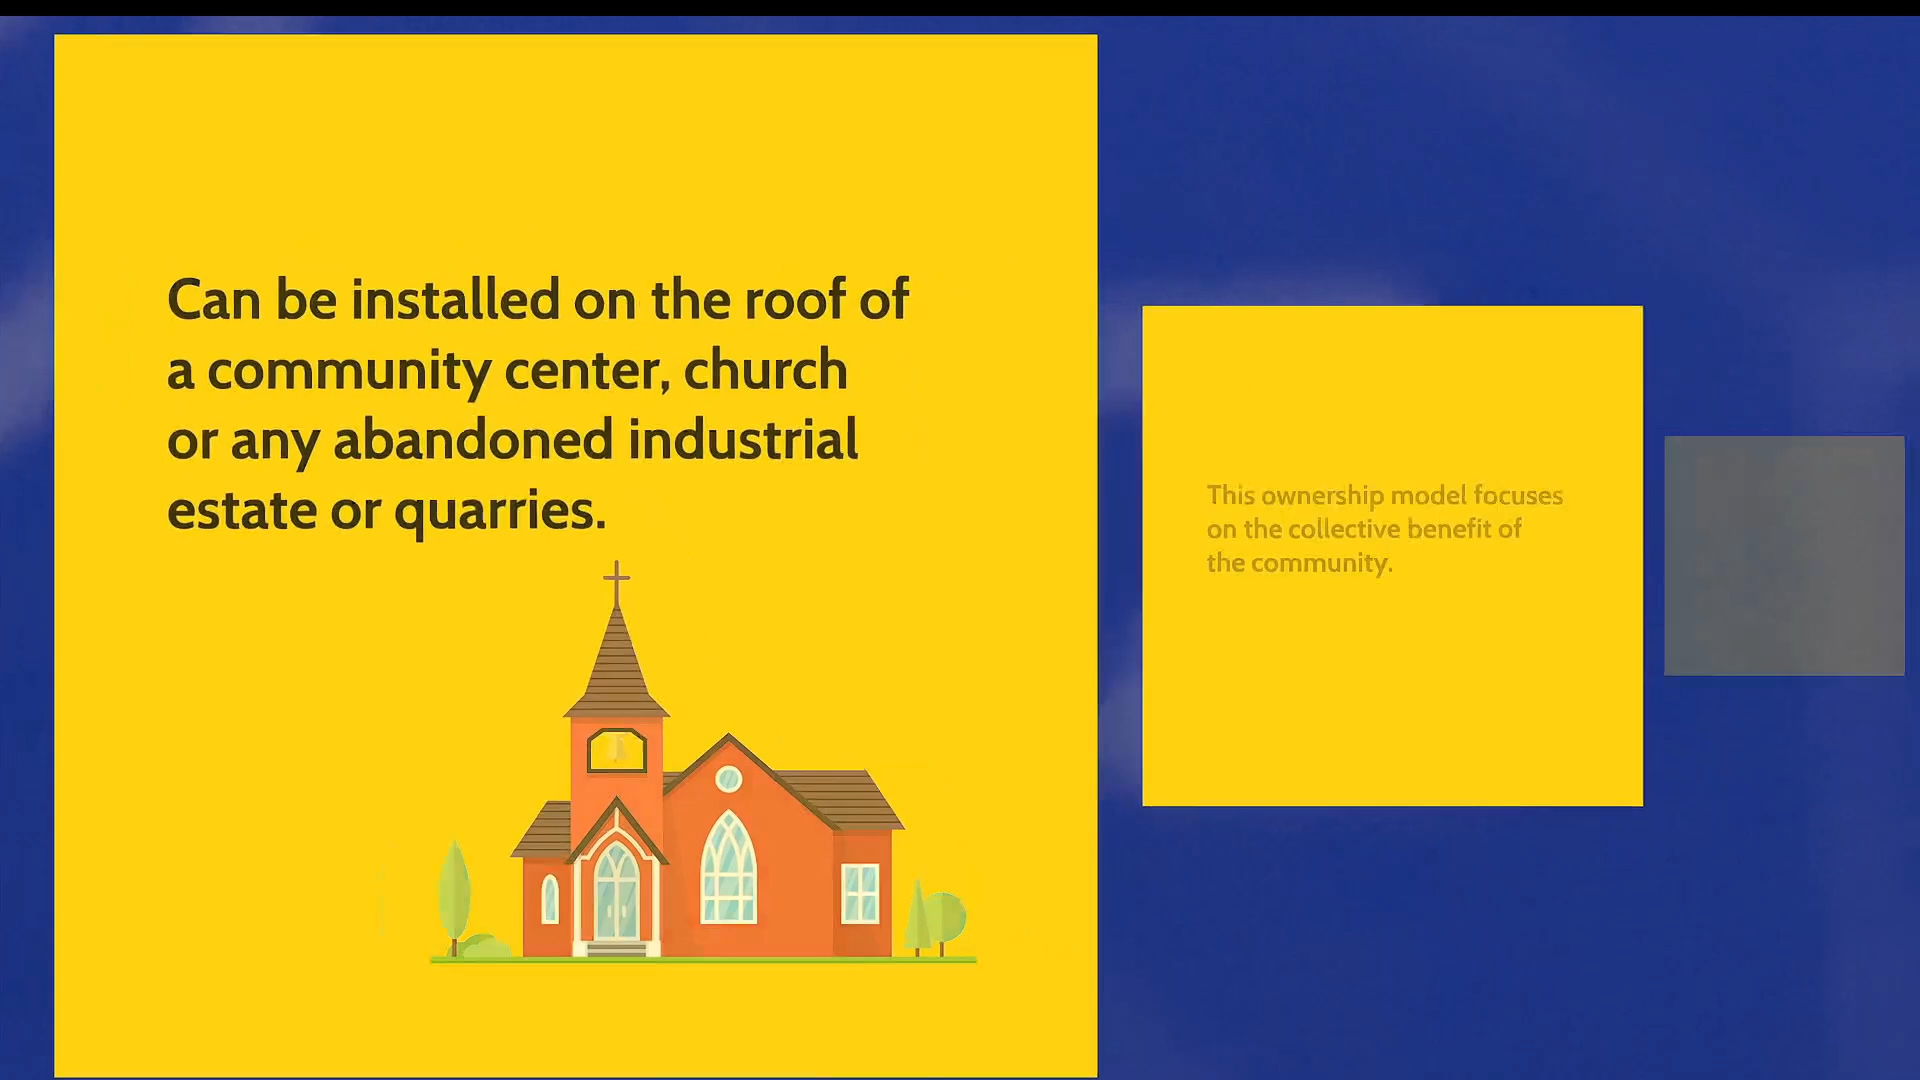 Can be installed on the roof of
a community center, church
or any abandoned industrial
estate or quarries.
This ownership model focuses
on the collective benefit of
the community.